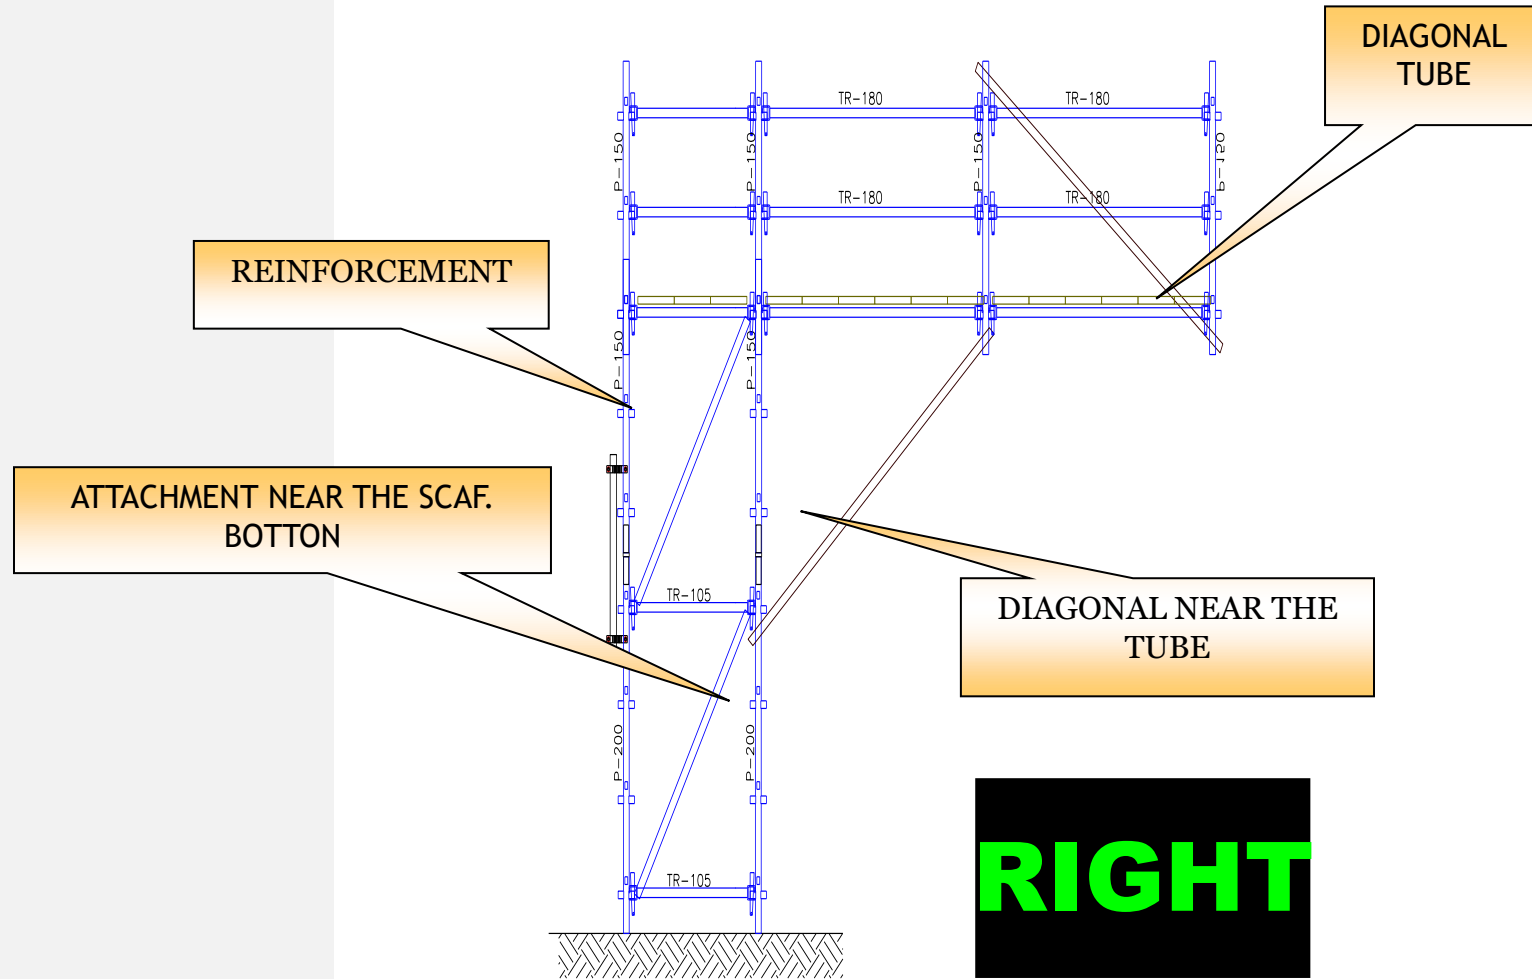 DIAGONAL
TUBE
TR-180
TR-180
P-150
P-150
P-150
P-150
TR-180
TR-180
REINFORCEMENT
P-150
P-150
ATTACHMENT NEAR THE SCAF.
BOTTON
TR-105
DIAGONAL NEAR THE
TUBE
P-200
P-200
TR-105
RIGHT